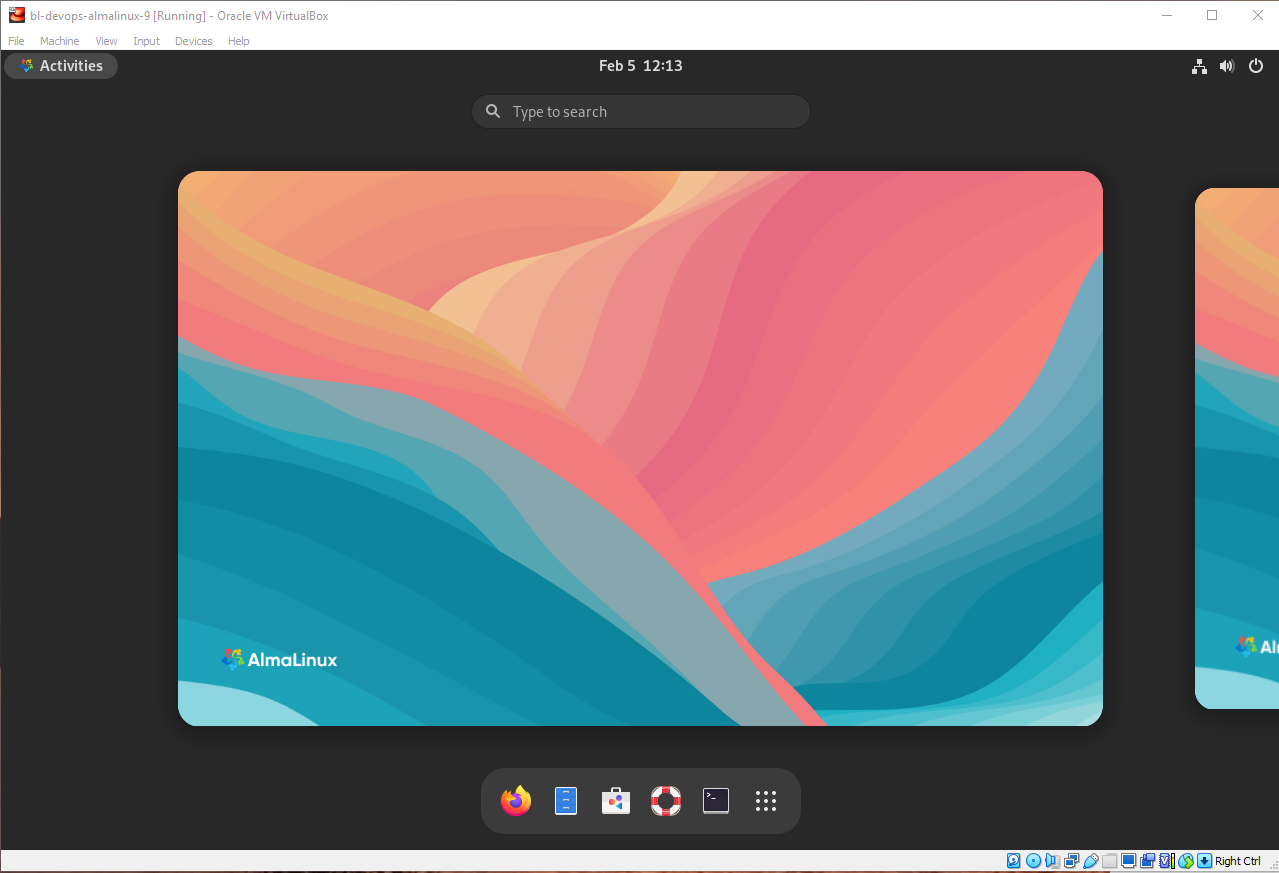 bl-devops-almalinux-9 [Running] - Oracle VM VirtualBox
File Machine View Input Devices Help
Activities
Feb 5 12:13
Type to search
AlmaLinux
Al
>_
Right Ctrl